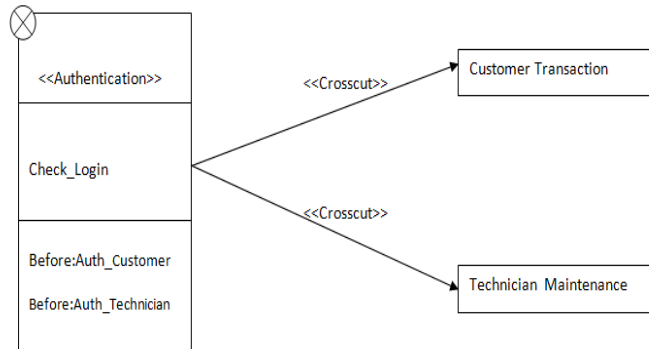 <<Authentication>>
Check_Login
Before:Auth_Customer
Before:Auth_Technician
<<Crosscut>>
<<Crosscut>>
Customer Transaction
Technician Maintenance